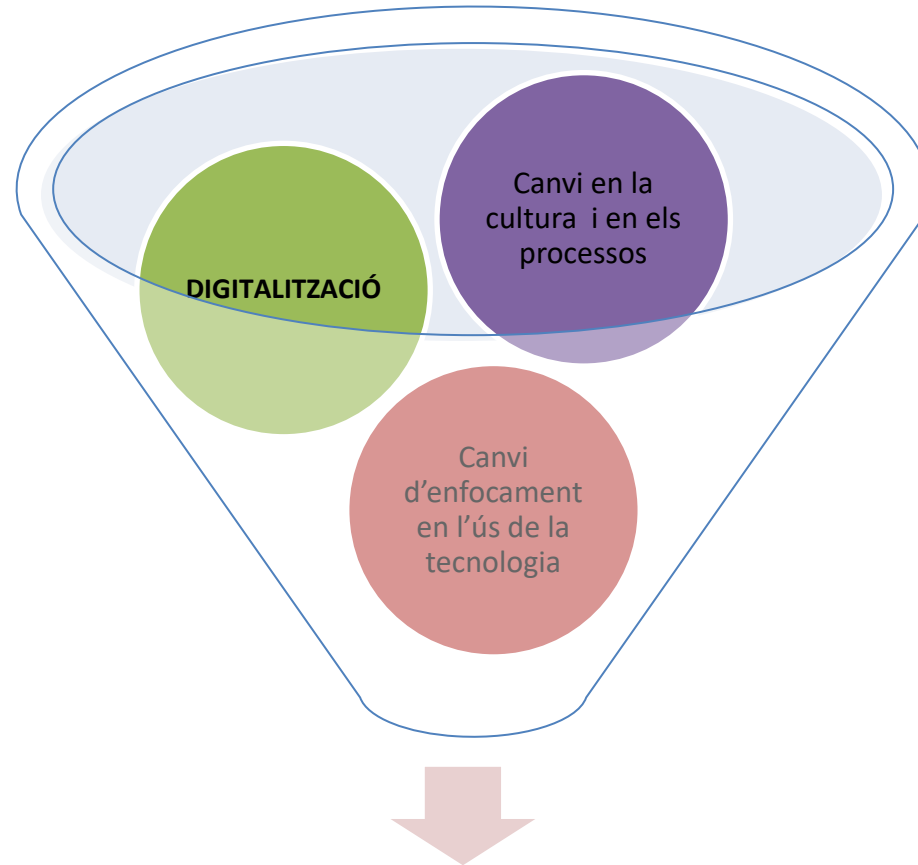 Canvi en la
cultura  i en els
processos
DIGITALITZACIÓ
Canvi
d'enfocament
en l’ús de la
tecnologia